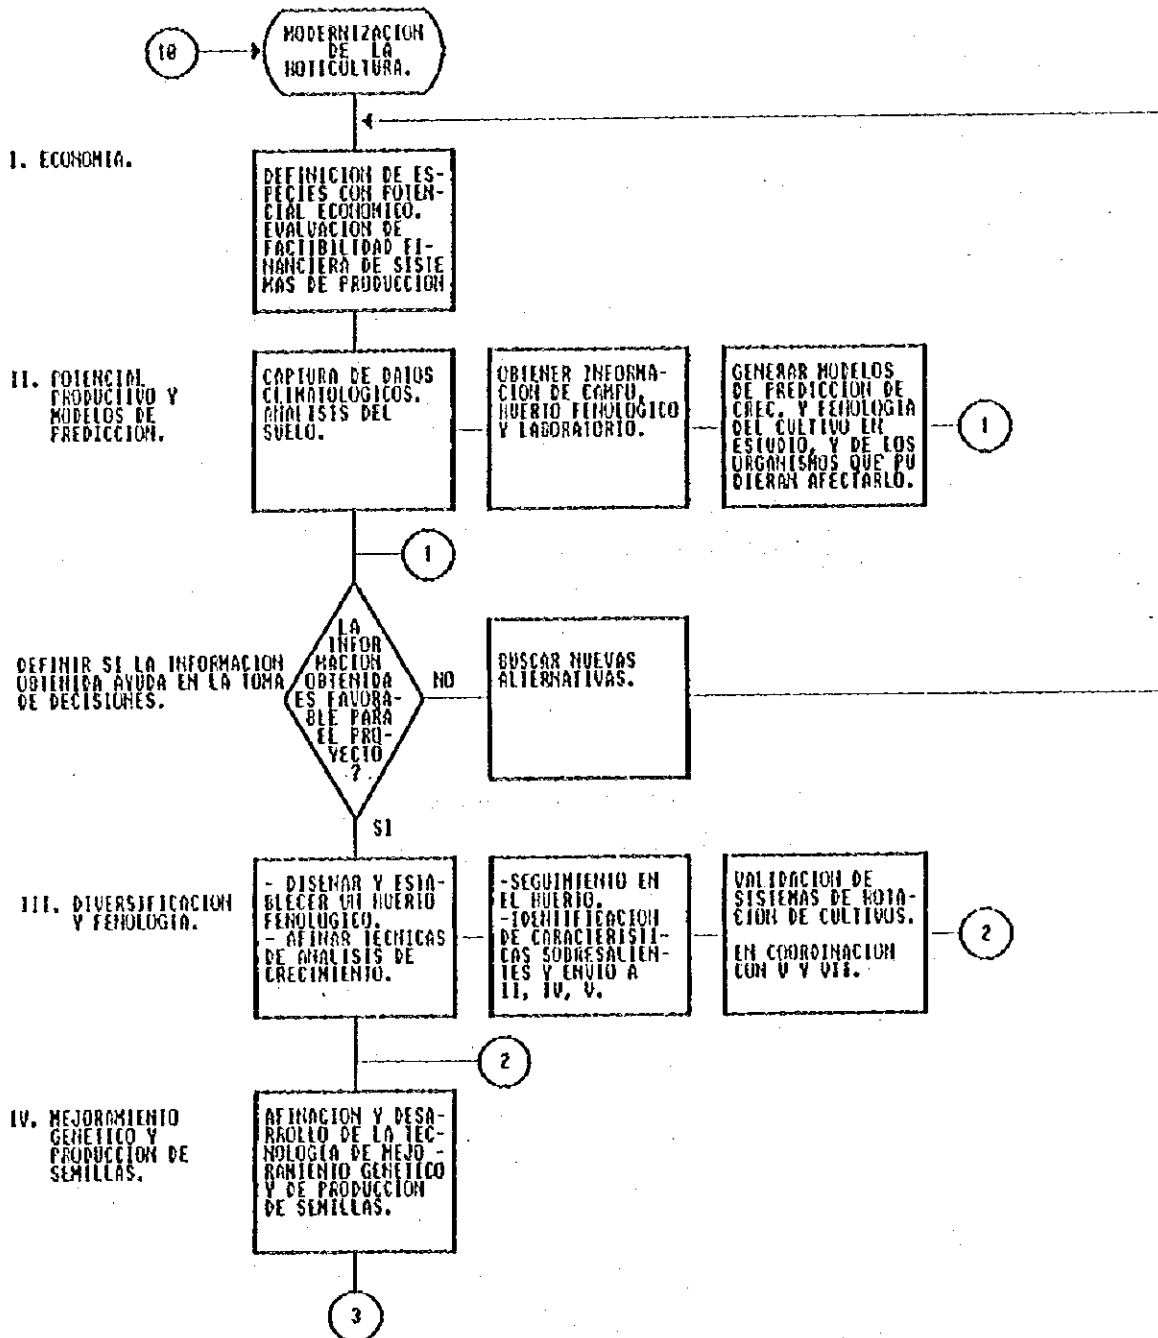 10
MODERNIZACION
DE LA
HOTICULTURA.
I. ECONOMIA.
DEFINICION DE ES-
PECIES CON POTEN-
CIAL ECONOMICO.
EVALUACION DE
FACTIBILIDAD FI-
NANCIERA DE SISTE
MAS DE PRODUCCION
II. POTENCIAL
PRODUCTIVO Y
MODELOS DE
PREDICCION.
CAPTURA DE DATOS
CLIMATOLOGICOS.
ANALISIS DEL
SUELO.
OBTENER INFORMA-
CION DE CAMPO,
HUERTO FENOLOGICO
Y LABORATORIO.
GENERAR MODELOS
DE PREDICCION DE
CREC. Y FENOLOGIA
DEL CULTIVO EN
ESTUDIO, Y DE LOS
ORGANISMOS QUE PU
DIERAN AFECTARLO.
1
1
DEFINIR SI LA INFORMACION
OBTENIDA AYUDA EN LA TOMA
DE DECISIONES.
LA
INFOR
MACION
OBTENIDA
ES FAVORA-
BLE PARA
EL PRO-
YECTO
?
NO
BUSCAR NUEVAS
ALTERNATIVAS.
SI
III. DIVERSIFICACION
Y FENOLOGIA.
- DISENAR Y ESTA-
BLECER UN HUERTO
FENOLOGICO.
- AFINAR TECNICAS
DE ANALISIS DE
CRECIMIENTO.
-SEGUIMIENTO EN
EL HUERTO.
-IDENTIFICACION
DE CARACTERISTI-
CAS SOBRESALIEN-
TES Y ENVIO A
II, IV, V.
VALIDACION DE
SISTEMAS DE ROTA-
CION DE CULTIVOS.
EN COORDINACION
CON V Y VII.
2
2
IV. MEJORAMIENTO
GENETICO Y
PRODUCCION DE
SEMILLAS.
AFINACION Y DESA-
RROLLO DE LA TEC-
NOLOGIA DE MEJO -
RAMIENTO GENETICO
Y DE PRODUCCION
DE SEMILLAS.
3